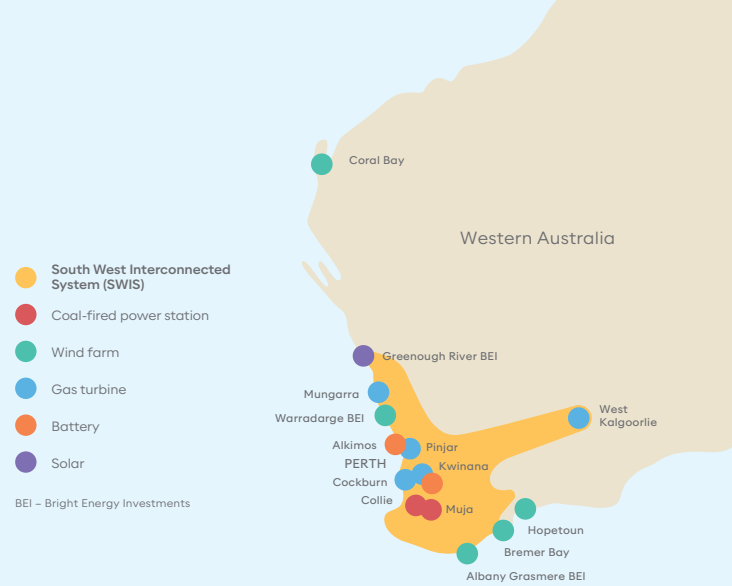 Coral Bay
Western Australia
South West Interconnected
System (SWIS)
Coal-fired power station
Wind farm
Gas turbine
Battery
Solar
BEI – Bright Energy Investments
Greenough River BEI
Mungarra
Warradarge BEI
West
Kalgoorlie
Alkimos
Pinjar
PERTH
Kwinana
Cockburn
Collie
Muja
Hopetoun
Bremer Bay
Albany Grasmere BEI